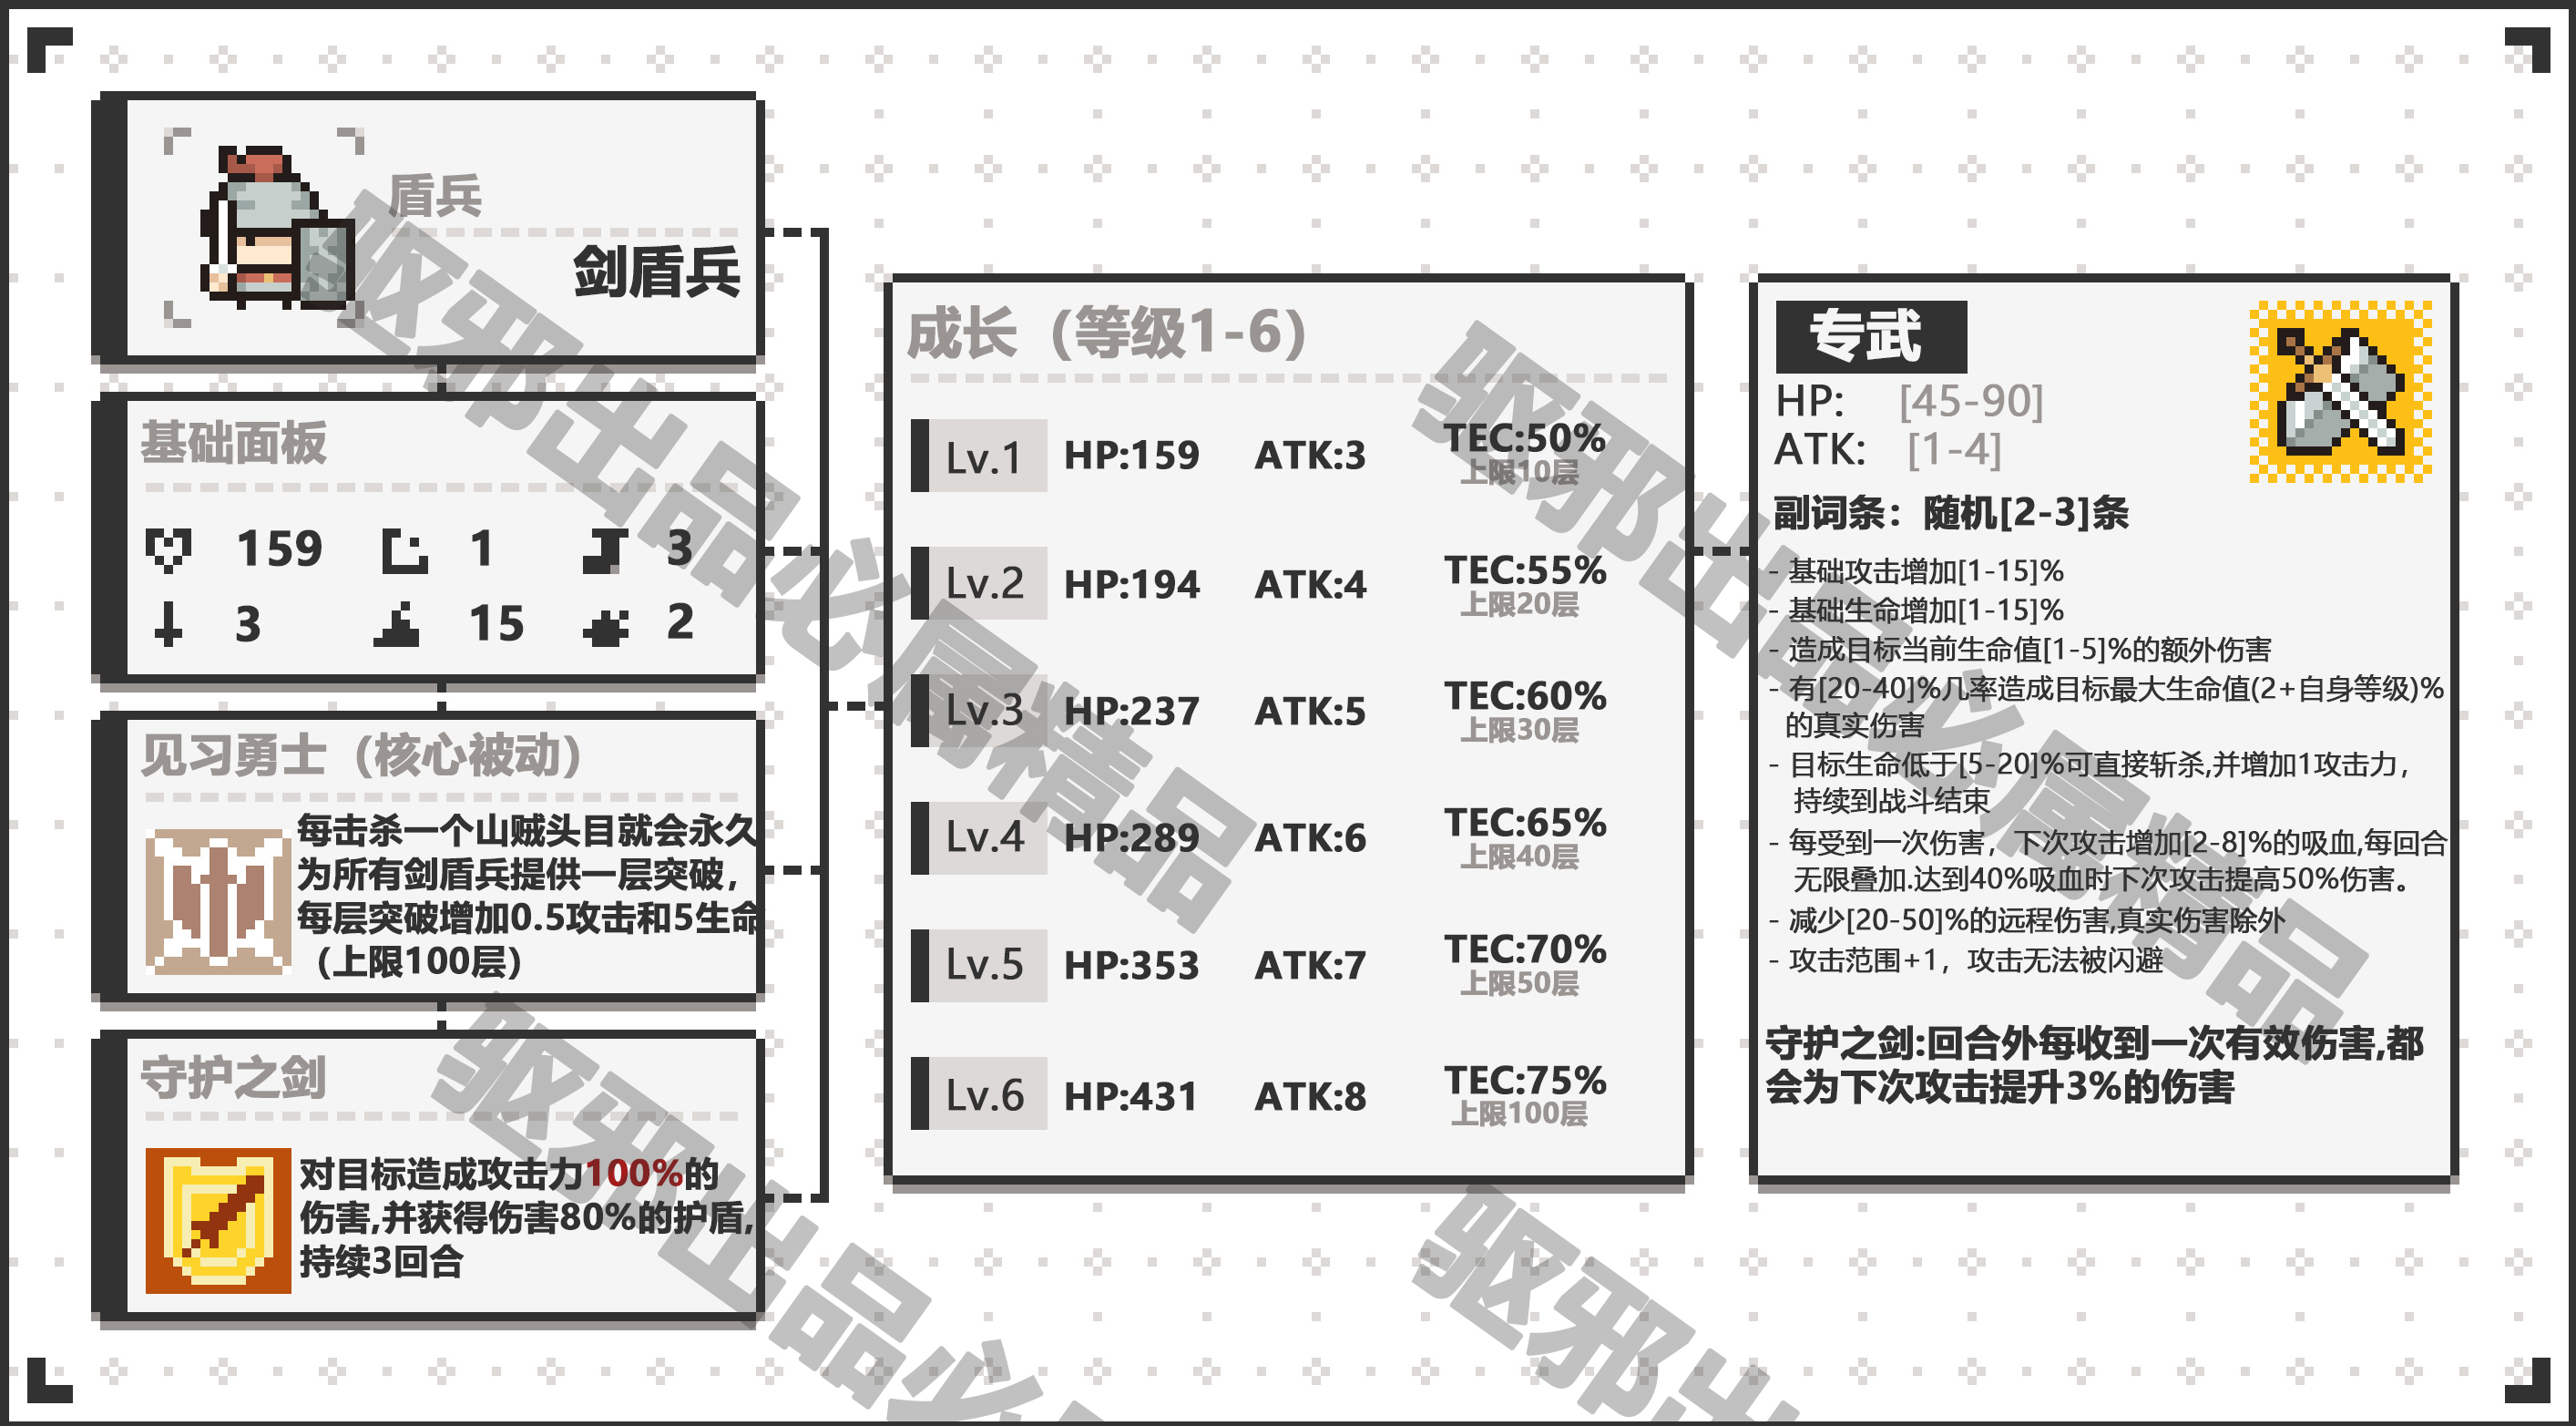 盾兵
剑盾兵
基础面板
159 1 3
3 15 2
见习勇士（核心被动）
每击杀一个山贼头目就会永久
为所有剑盾兵提供一层突破，
每层突破增加0.5攻击和5生命
（上限100层）
守护之剑
对目标造成攻击力100%的
伤害,并获得伤害80%的护盾,
持续3回合
成长（等级1-6）
Lv.1 HP:159 ATK:3 TEC:50%
上限10层
Lv.2 HP:194 ATK:4 TEC:55%
上限20层
Lv.3 HP:237 ATK:5 TEC:60%
上限30层
Lv.4 HP:289 ATK:6 TEC:65%
上限40层
Lv.5 HP:353 ATK:7 TEC:70%
上限50层
Lv.6 HP:431 ATK:8 TEC:75%
上限100层
专武
HP: [45-90]
ATK: [1-4]
副词条：随机[2-3]条
- 基础攻击增加[1-15]%
- 基础生命增加[1-15]%
- 造成目标当前生命值[1-5]%的额外伤害
- 有[20-40]%几率造成目标最大生命值(2+自身等级)%
的真实伤害
- 目标生命低于[5-20]%可直接斩杀,并增加1攻击力，
持续到战斗结束
- 每受到一次伤害，下次攻击增加[2-8]%的吸血,每回合
无限叠加.达到40%吸血时下次攻击提高50%伤害。
- 减少[20-50]%的远程伤害,真实伤害除外
- 攻击范围+1，攻击无法被闪避
守护之剑:回合外每收到一次有效伤害,都
会为下次攻击提升3%的伤害
驱邪出品必属精品
驱邪出品必属精品
驱邪出品必
驱邪出